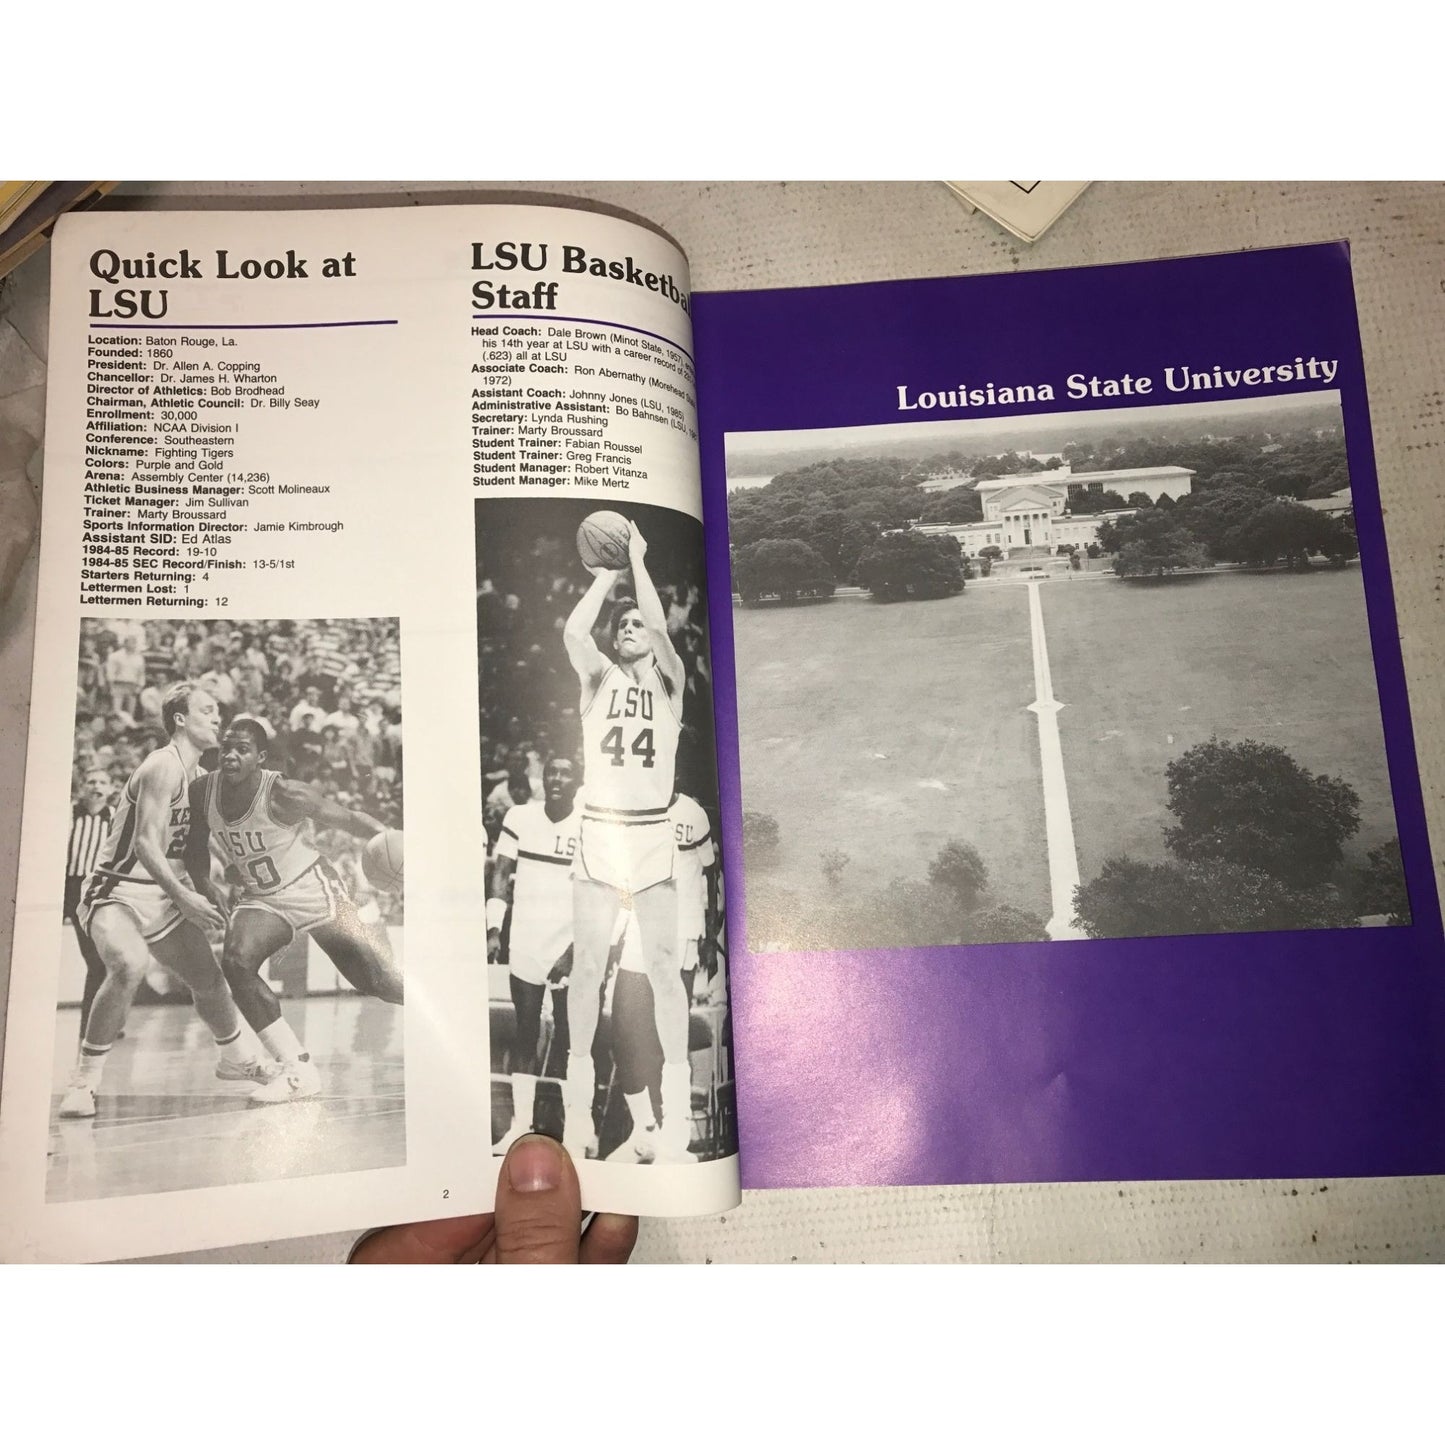 Quick Look at
LSU
Location: Baton Rouge, La.
Founded: 1860
President: Dr. Allen A. Copping
Chancellor: Dr. James H. Wharton
Director of Athletics: Bob Brodhead
Chairman, Athletic Council: Dr. Billy Seay
Enrollment: 30,000
Affiliation: NCAA Division I
Conference: Southeastern
Nickname: Fighting Tigers
Colors: Purple and Gold
Arena: Assembly Center (14,236)
Athletic Business Manager: Scott Molineaux
Ticket Manager: Jim Sullivan
Trainer: Marty Broussard
Sports Information Director: Jamie Kimbrough
Assistant SID: Ed Atlas
1984-85 Record: 19-10
1984-85 SEC Record/Finish: 13-5/1st
Starters Returning: 4
Lettermen Lost: 1
Lettermen Returning: 12
LSU Basketba
Staff
Head Coach: Dale Brown (Minot State, 1957),
his 14th year at LSU with a career record of
(.623) all at LSU
Associate Coach: Ron Abernathy (Morehead
1972)
Assistant Coach: Johnny Jones (LSU, 1985)
Administrative Assistant: Bo Bahnsen (LSU,
Secretary: Lynda Rushing
Trainer: Marty Broussard
Student Trainer: Fabian Roussel
Student Trainer: Greg Francis
Student Manager: Robert Vitanza
Student Manager: Mike Mertz
KE
LSU
40
LSU
44
LS
SU
2
Louisiana State University